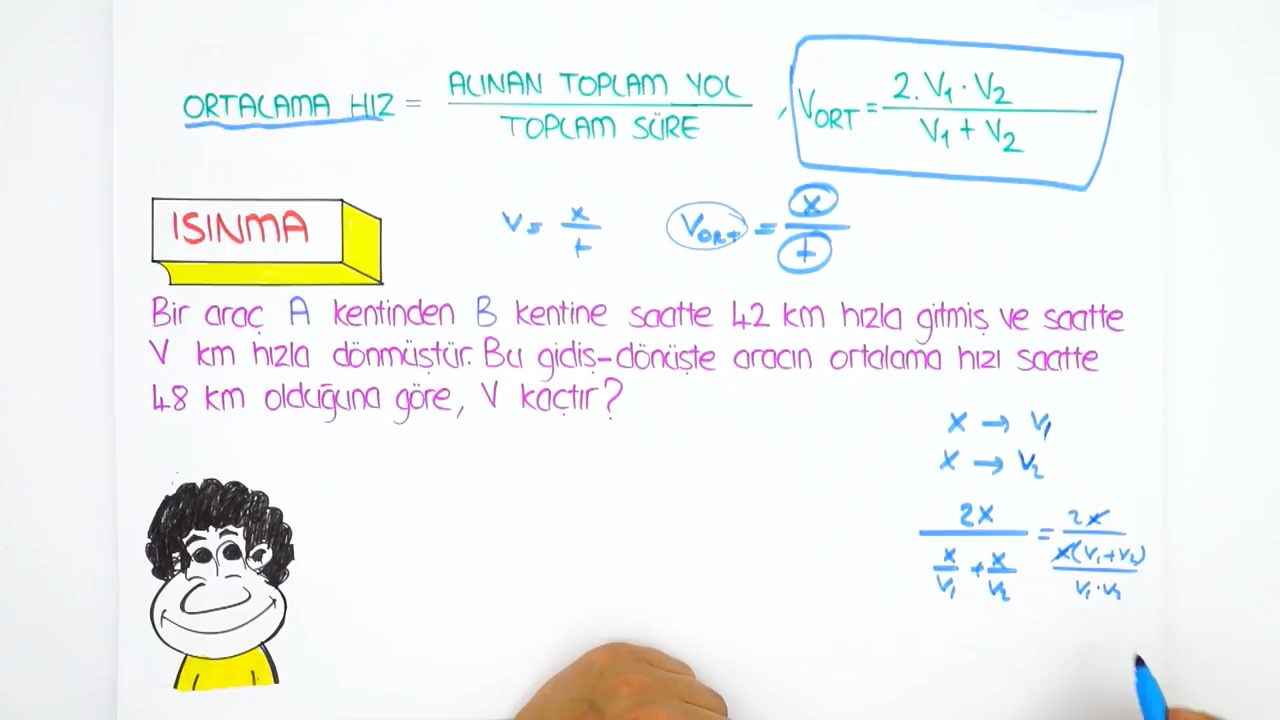 ORTALAMA HIZ = ALINAN TOPLAM YOL / TOPLAM SÜRE , VORT = 2.V1.V2 / V1 + V2
ISINMA
V = x / t
VORT = x / t
Bir araç A kentinden B kentine saatte 42 km hızla gitmiş ve saatte
V km hızla dönmüştür. Bu gidiş-dönüşte aracın ortalama hızı saatte
48 km olduğuna göre, V kaçtır?
x → V1
x → V2
2x / (x/V1 + x/V2) = 2x / (x(V1+V2) / V1.V2)